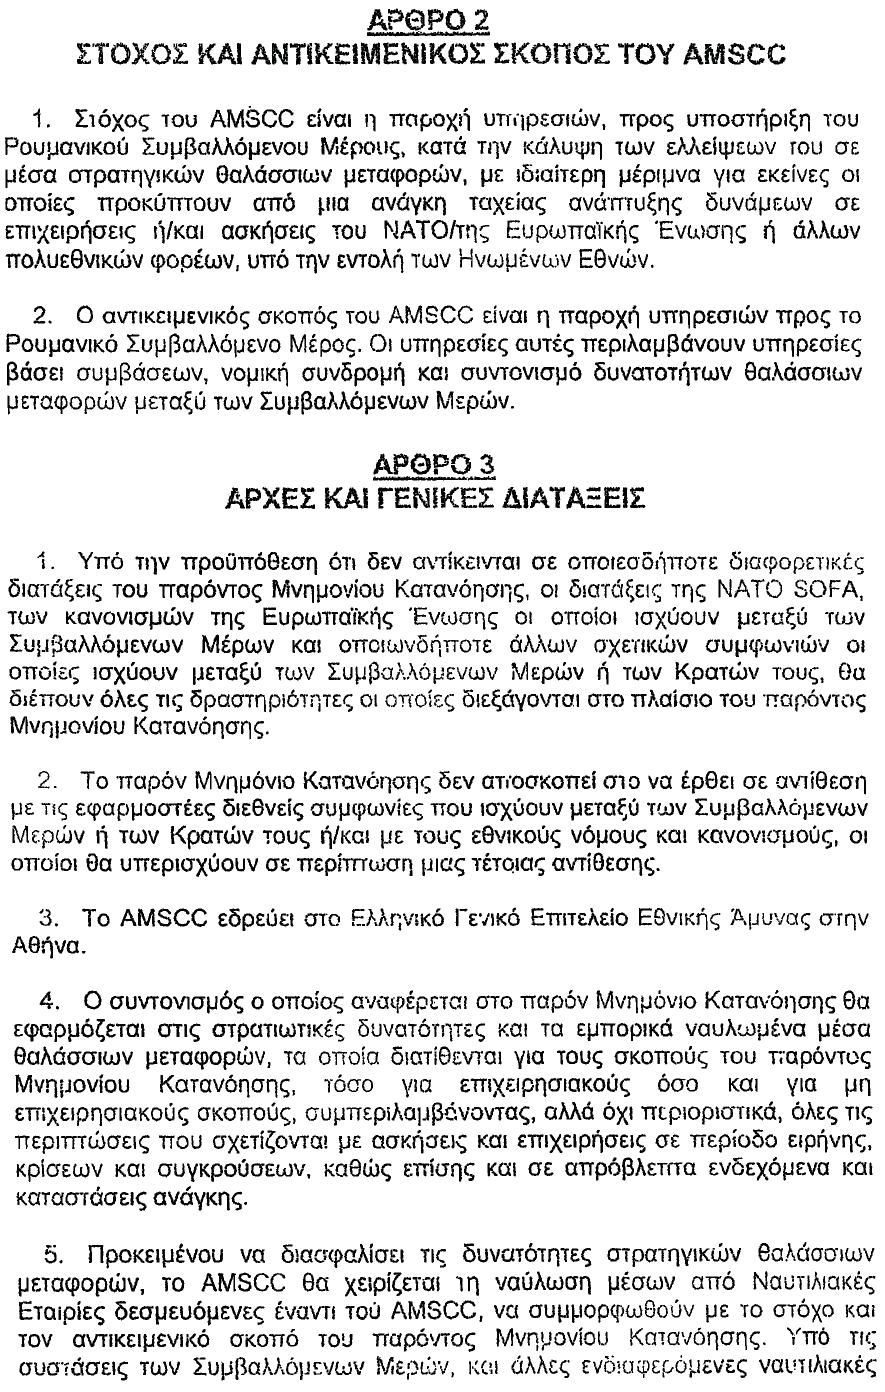 ΑΡΘΡΟ 2
ΣΤΟΧΟΣ ΚΑΙ ΑΝΤΙΚΕΙΜΕΝΙΚΟΣ ΣΚΟΠΟΣ ΤΟΥ AMSCC
1. Στόχος του AMSCC είναι η παροχή υπηρεσιών, προς υποστήριξη του
Ρουμανικού Συμβαλλόμενου Μέρους, κατά την κάλυψη των ελλείψεων του σε
μέσα στρατηγικών θαλάσσιων μεταφορών, με ιδιαίτερη μέριμνα για εκείνες οι
οποίες προκύπτουν από μια ανάγκη ταχείας ανάπτυξης δυνάμεων σε
επιχειρήσεις ή/και ασκήσεις του ΝΑΤΟ/της Ευρωπαϊκής Ένωσης ή άλλων
πολυεθνικών φορέων, υπό την εντολή των Ηνωμένων Εθνών.
2. Ο αντικειμενικός σκοπός του AMSCC είναι η παροχή υπηρεσιών προς το
Ρουμανικό Συμβαλλόμενο Μέρος. Οι υπηρεσίες αυτές περιλαμβάνουν υπηρεσίες
βάσει συμβάσεων, νομική συνδρομή και συντονισμό δυνατοτήτων θαλάσσιων
μεταφορών μεταξύ των Συμβαλλόμενων Μερών.
ΑΡΘΡΟ 3
ΑΡΧΕΣ ΚΑΙ ΓΕΝΙΚΕΣ ΔΙΑΤΑΞΕΙΣ
1. Υπό την προϋπόθεση ότι δεν αντίκεινται σε οποιεσδήποτε διαφορετικές
διατάξεις του παρόντος Μνημονίου Κατανόησης, οι διατάξεις της NATO SOFA,
των κανονισμών της Ευρωπαϊκής Ένωσης οι οποίοι ισχύουν μεταξύ των
Συμβαλλόμενων Μέρων και οποιωνδήποτε άλλων σχετικών συμφωνιών οι
οποίες ισχύουν μεταξύ των Συμβαλλόμενων Μερών ή των Κρατών τους, θα
διέπουν όλες τις δραστηριότητες οι οποίες διεξάγονται στο πλαίσιο του παρόντος
Μνημονίου Κατανόησης.
2. Το παρόν Μνημόνιο Κατανόησης δεν αποσκοπεί στο να έρθει σε αντίθεση
με τις εφαρμοστέες διεθνείς συμφωνίες που ισχύουν μεταξύ των Συμβαλλόμενων
Μερών ή των Κρατών τους ή/και με τους εθνικούς νόμους και κανονισμούς, οι
οποίοι θα υπερισχύουν σε περίπτωση μιας τέτοιας αντίθεσης.
3. Το AMSCC εδρεύει στο Ελληνικό Γενικό Επιτελείο Εθνικής Άμυνας στην
Αθήνα.
4. Ο συντονισμός ο οποίος αναφέρεται στο παρόν Μνημόνιο Κατανόησης θα
εφαρμόζεται στις στρατιωτικές δυνατότητες και τα εμπορικά ναυλωμένα μέσα
θαλάσσιων μεταφορών, τα οποία διατίθενται για τους σκοπούς του παρόντος
Μνημονίου Κατανόησης, τόσο για επιχειρησιακούς όσο και για μη
επιχειρησιακούς σκοπούς, συμπεριλαμβάνοντας, αλλά όχι περιοριστικά, όλες τις
περιπτώσεις που σχετίζονται με ασκήσεις και επιχειρήσεις σε περίοδο ειρήνης,
κρίσεων και συγκρούσεων, καθώς επίσης και σε απρόβλεπτα ενδεχόμενα και
καταστάσεις ανάγκης.
5. Προκειμένου να διασφαλίσει τις δυνατότητες στρατηγικών θαλάσσιων
μεταφορών, το AMSCC θα χειρίζεται τη ναύλωση μέσων από Ναυτιλιακές
Εταιρίες δεσμευόμενες έναντι τού AMSCC, να συμμορφωθούν με το στόχο και
τον αντικειμενικό σκοπό του παρόντος Μνημονίου Κατανόησης. Υπό τις
συστάσεις των Συμβαλλόμενων Μερών, και άλλες ενδιαφερόμενες ναυτιλιακές